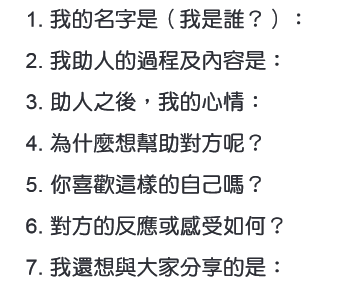 1. 我的名字是（我是誰？）：
2. 我助人的過程及內容是：
3. 助人之後，我的心情：
4. 為什麼想幫助對方呢？
5. 你喜歡這樣的自己嗎？
6. 對方的反應或感受如何？
7. 我還想與大家分享的是：